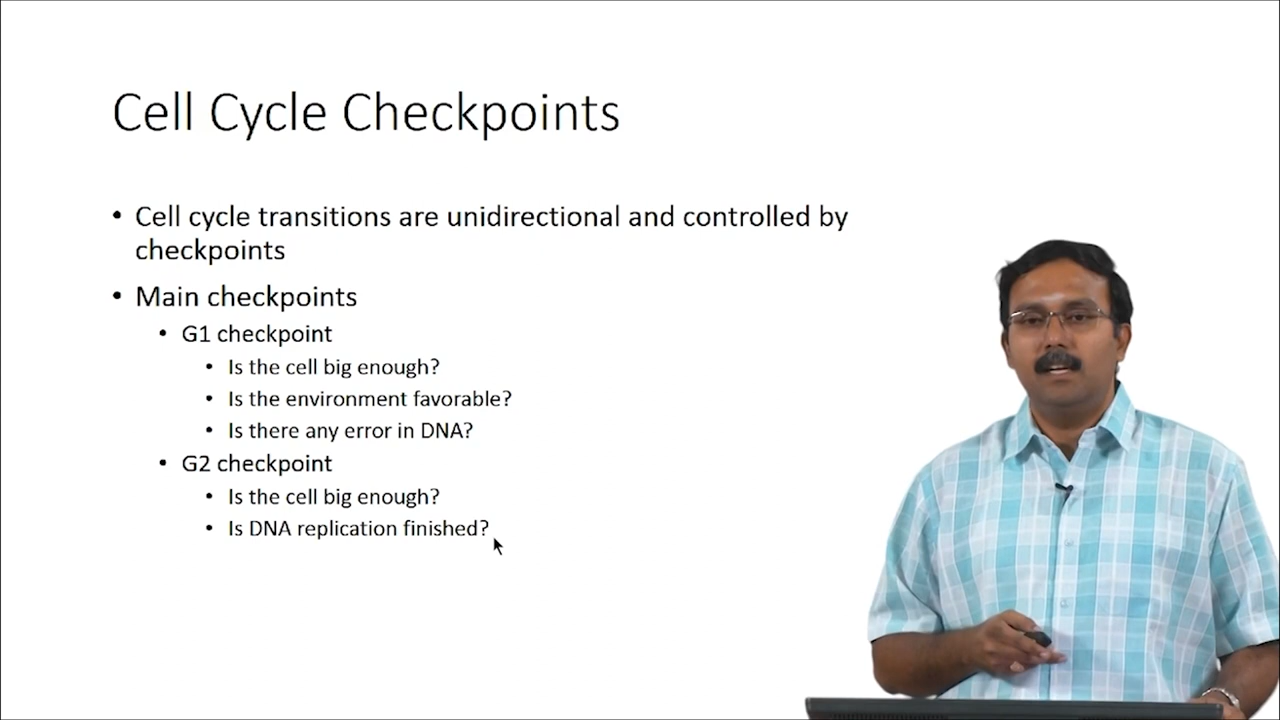 Cell Cycle Checkpoints
• Cell cycle transitions are unidirectional and controlled by
checkpoints
• Main checkpoints
• G1 checkpoint
• Is the cell big enough?
• Is the environment favorable?
• Is there any error in DNA?
• G2 checkpoint
• Is the cell big enough?
• Is DNA replication finished?